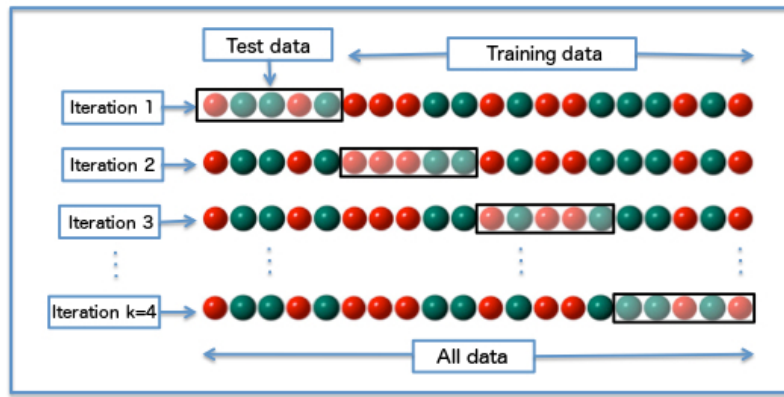 Test data
Training data
Iteration 1
Iteration 2
Iteration 3
Iteration k=4
All data